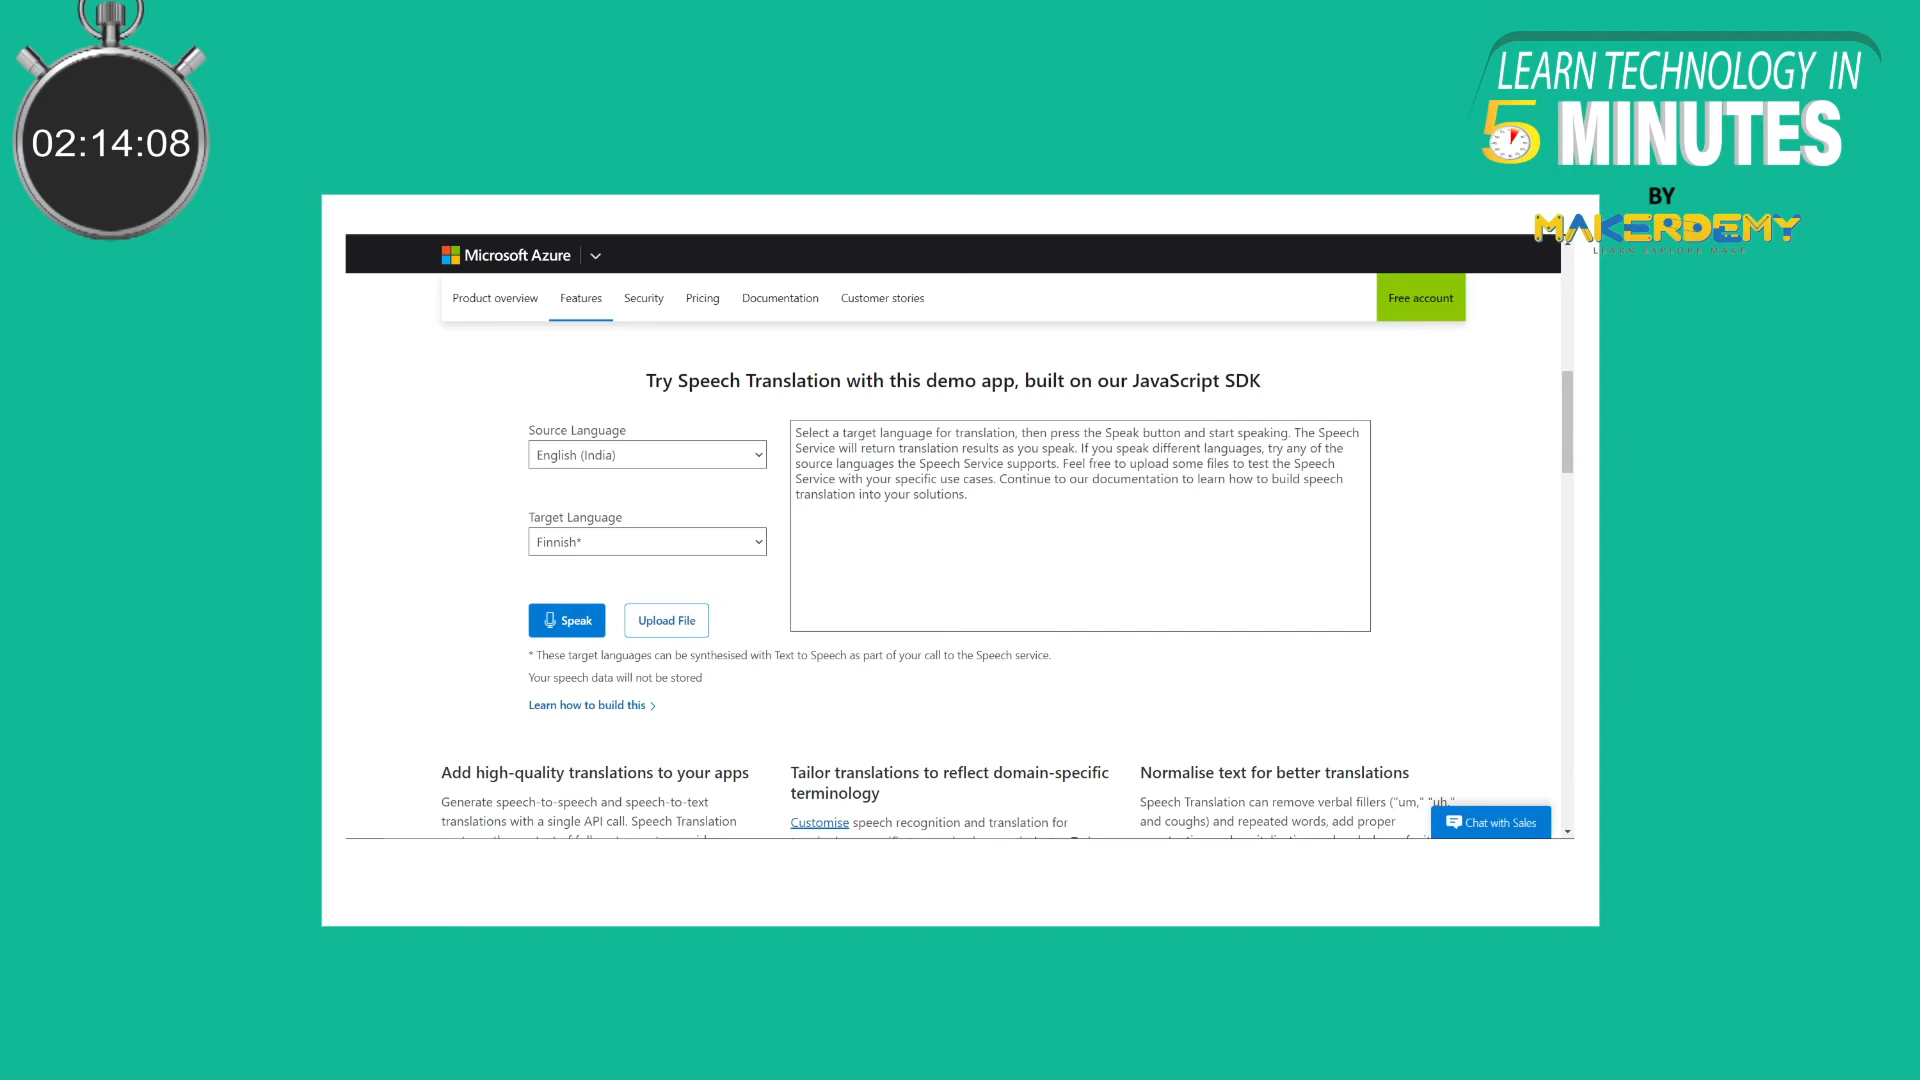 02:14:08
LEARN TECHNOLOGY IN
5 MINUTES
BY
MAKERDEMY
LEARN EXPLORE MAKE
Microsoft Azure
Product overview Features Security Pricing Documentation Customer stories Free account
Try Speech Translation with this demo app, built on our JavaScript SDK
Source Language
English (India)
Target Language
Finnish*
Select a target language for translation, then press the Speak button and start speaking. The Speech
Service will return translation results as you speak. If you speak different languages, try any of the
source languages the Speech Service supports. Feel free to upload some files to test the Speech
Service with your specific use cases. Continue to our documentation to learn how to build speech
translation into your solutions.
Speak Upload File
* These target languages can be synthesised with Text to Speech as part of your call to the Speech service.
Your speech data will not be stored
Learn how to build this
Add high-quality translations to your apps
Generate speech-to-speech and speech-to-text
translations with a single API call. Speech Translation
Tailor translations to reflect domain-specific
terminology
Customise speech recognition and translation for
Normalise text for better translations
Speech Translation can remove verbal fillers ("um," "uh,"
and coughs) and repeated words, add proper
Chat with Sales